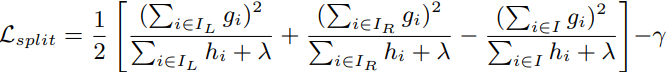 $\mathcal{L}_{split} = \frac{1}{2} \left[ \frac{(\sum_{i \in I_L} g_i)^2}{\sum_{i \in I_L} h_i + \lambda} + \frac{(\sum_{i \in I_R} g_i)^2}{\sum_{i \in I_R} h_i + \lambda} - \frac{(\sum_{i \in I} g_i)^2}{\sum_{i \in I} h_i + \lambda} \right] - \gamma$